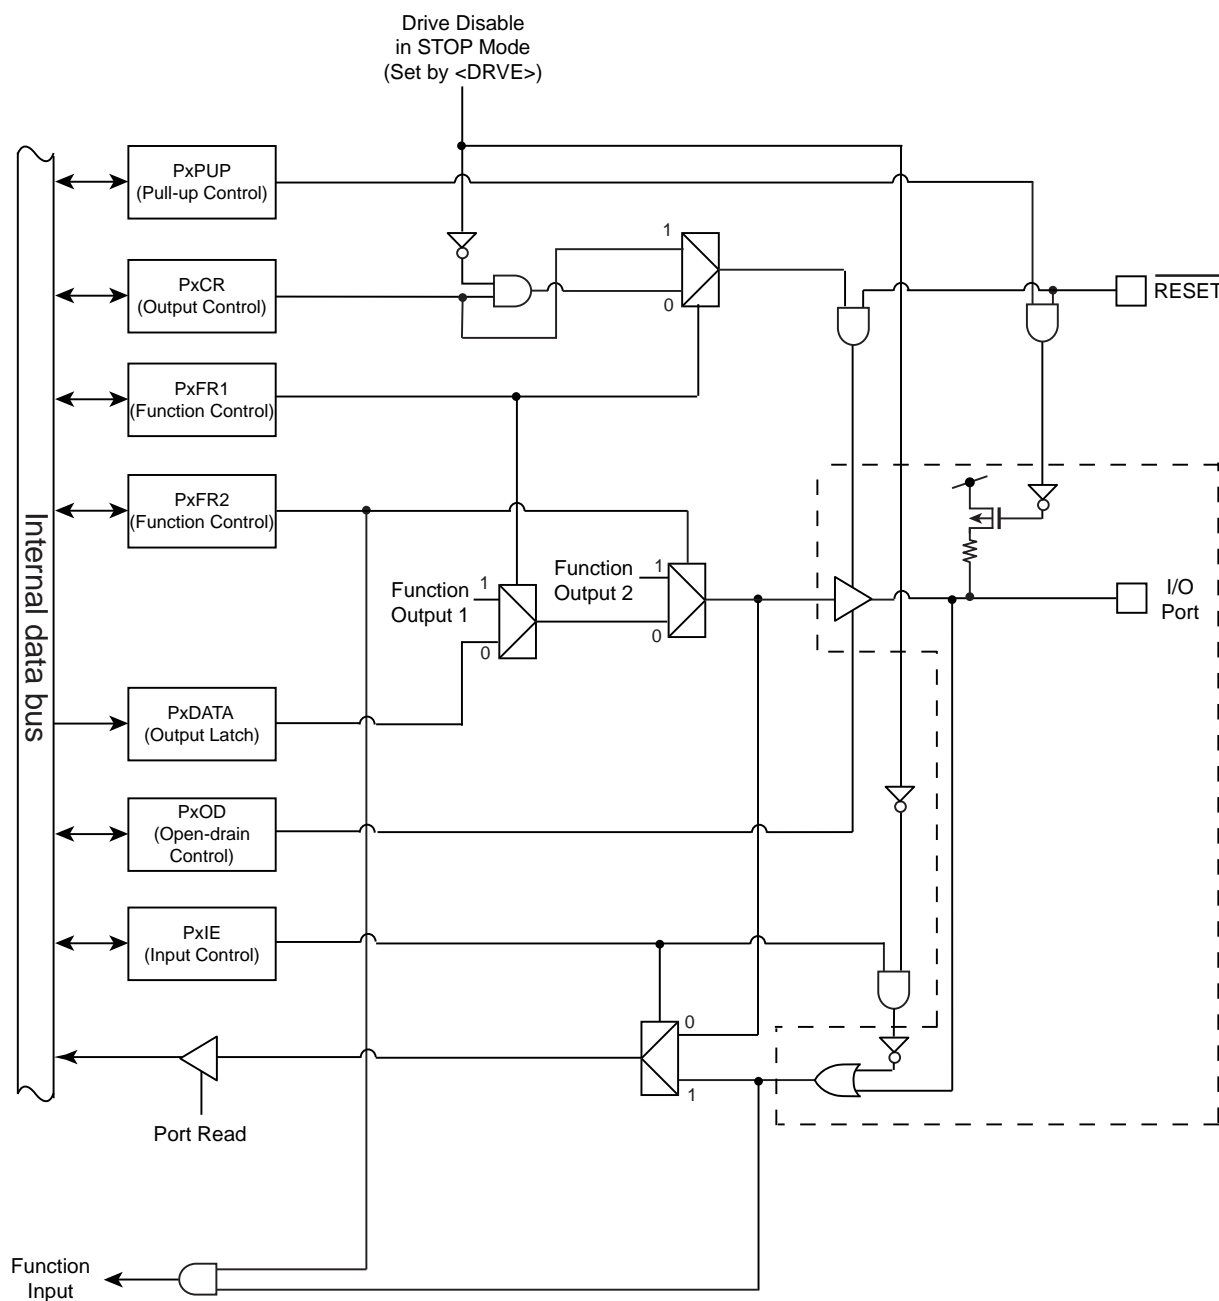 Drive Disable
in STOP Mode
(Set by <DRVE>)
PxPUP
(Pull-up Control)
1
PxCR
(Output Control)
0
RESET
PxFR1
(Function Control)
PxFR2
(Function Control)
Internal data bus
Function
Output 1
1
0
Function
Output 2
1
0
I/O
Port
PxDATA
(Output Latch)
PxOD
(Open-drain
Control)
PxIE
(Input Control)
0
1
Port Read
Function
Input